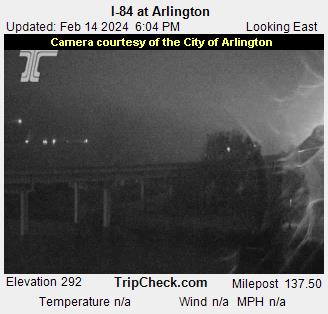 I-84 at Arlington
Updated: Feb 14 2024 6:04 PM Looking East
Camera courtesy of the City of Arlington
Elevation 292 TripCheck.com Milepost 137.50
Temperature n/a Wind n/a MPH n/a